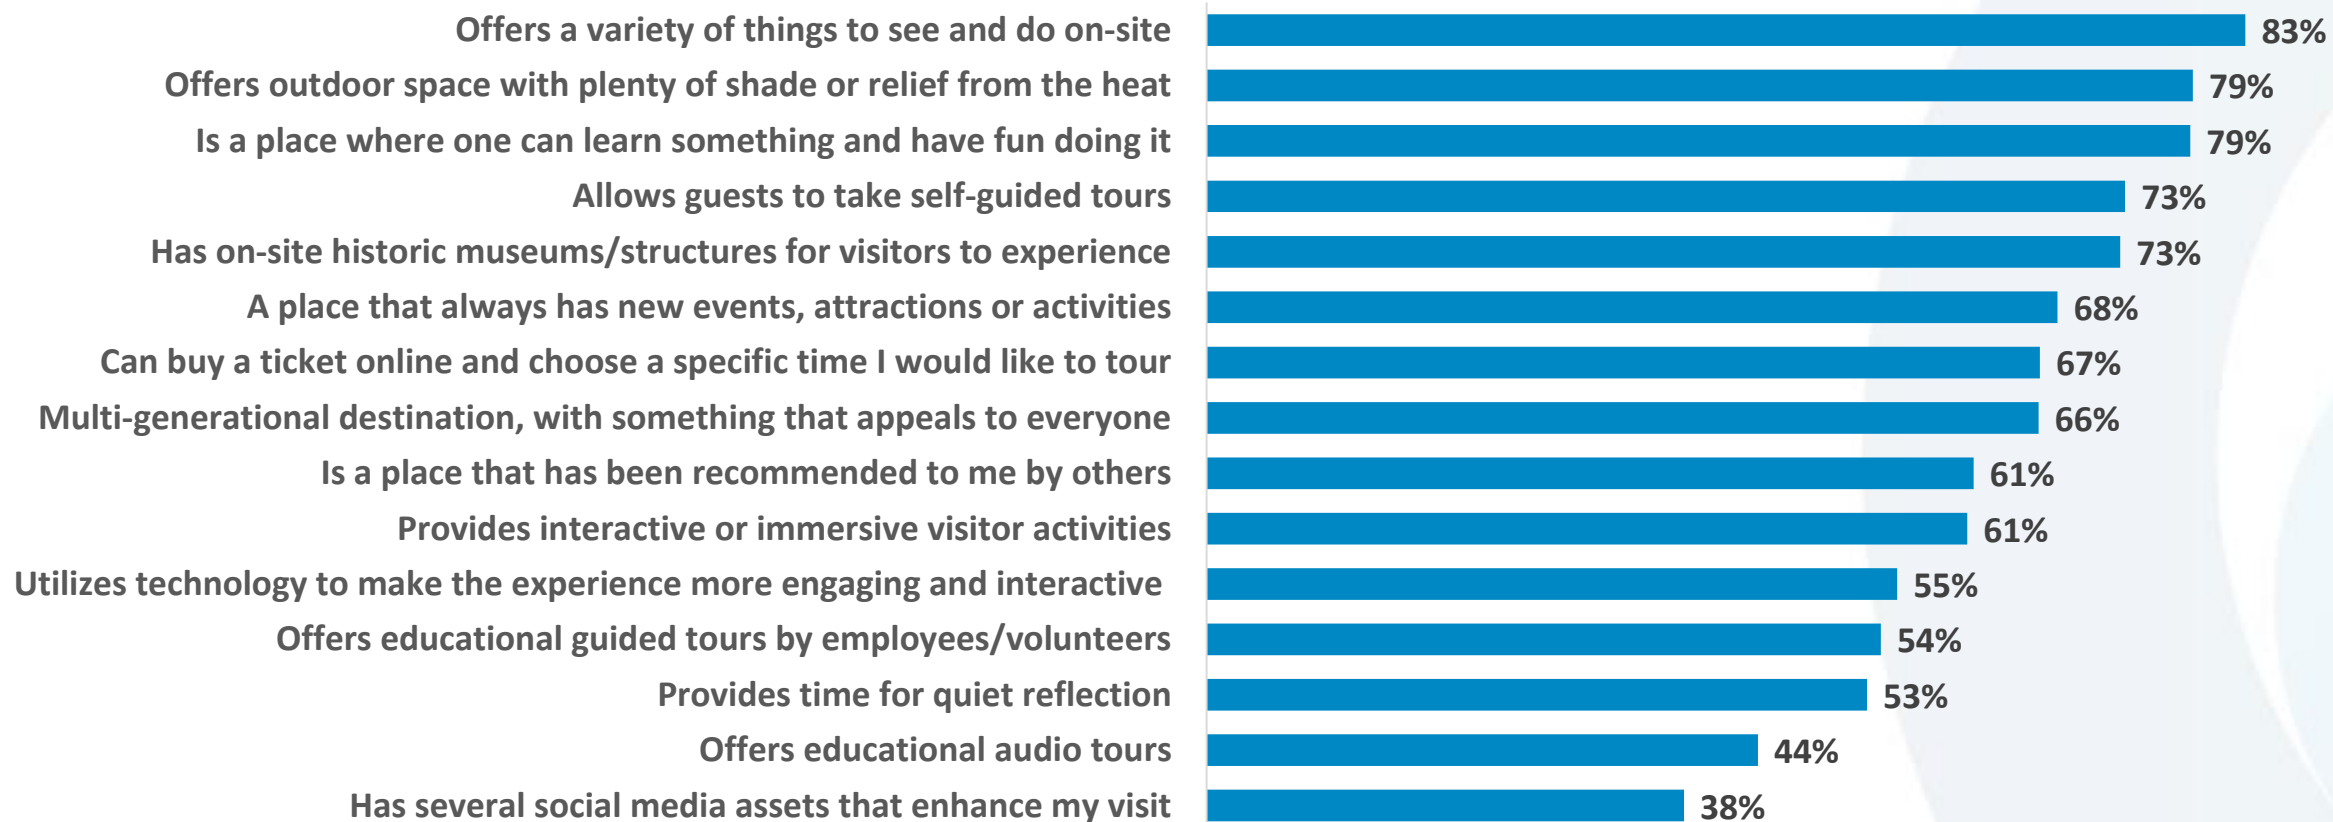 Offers a variety of things to see and do on-site 83%
Offers outdoor space with plenty of shade or relief from the heat 79%
Is a place where one can learn something and have fun doing it 79%
Allows guests to take self-guided tours 73%
Has on-site historic museums/structures for visitors to experience 73%
A place that always has new events, attractions or activities 68%
Can buy a ticket online and choose a specific time I would like to tour 67%
Multi-generational destination, with something that appeals to everyone 66%
Is a place that has been recommended to me by others 61%
Provides interactive or immersive visitor activities 61%
Utilizes technology to make the experience more engaging and interactive 55%
Offers educational guided tours by employees/volunteers 54%
Provides time for quiet reflection 53%
Offers educational audio tours 44%
Has several social media assets that enhance my visit 38%